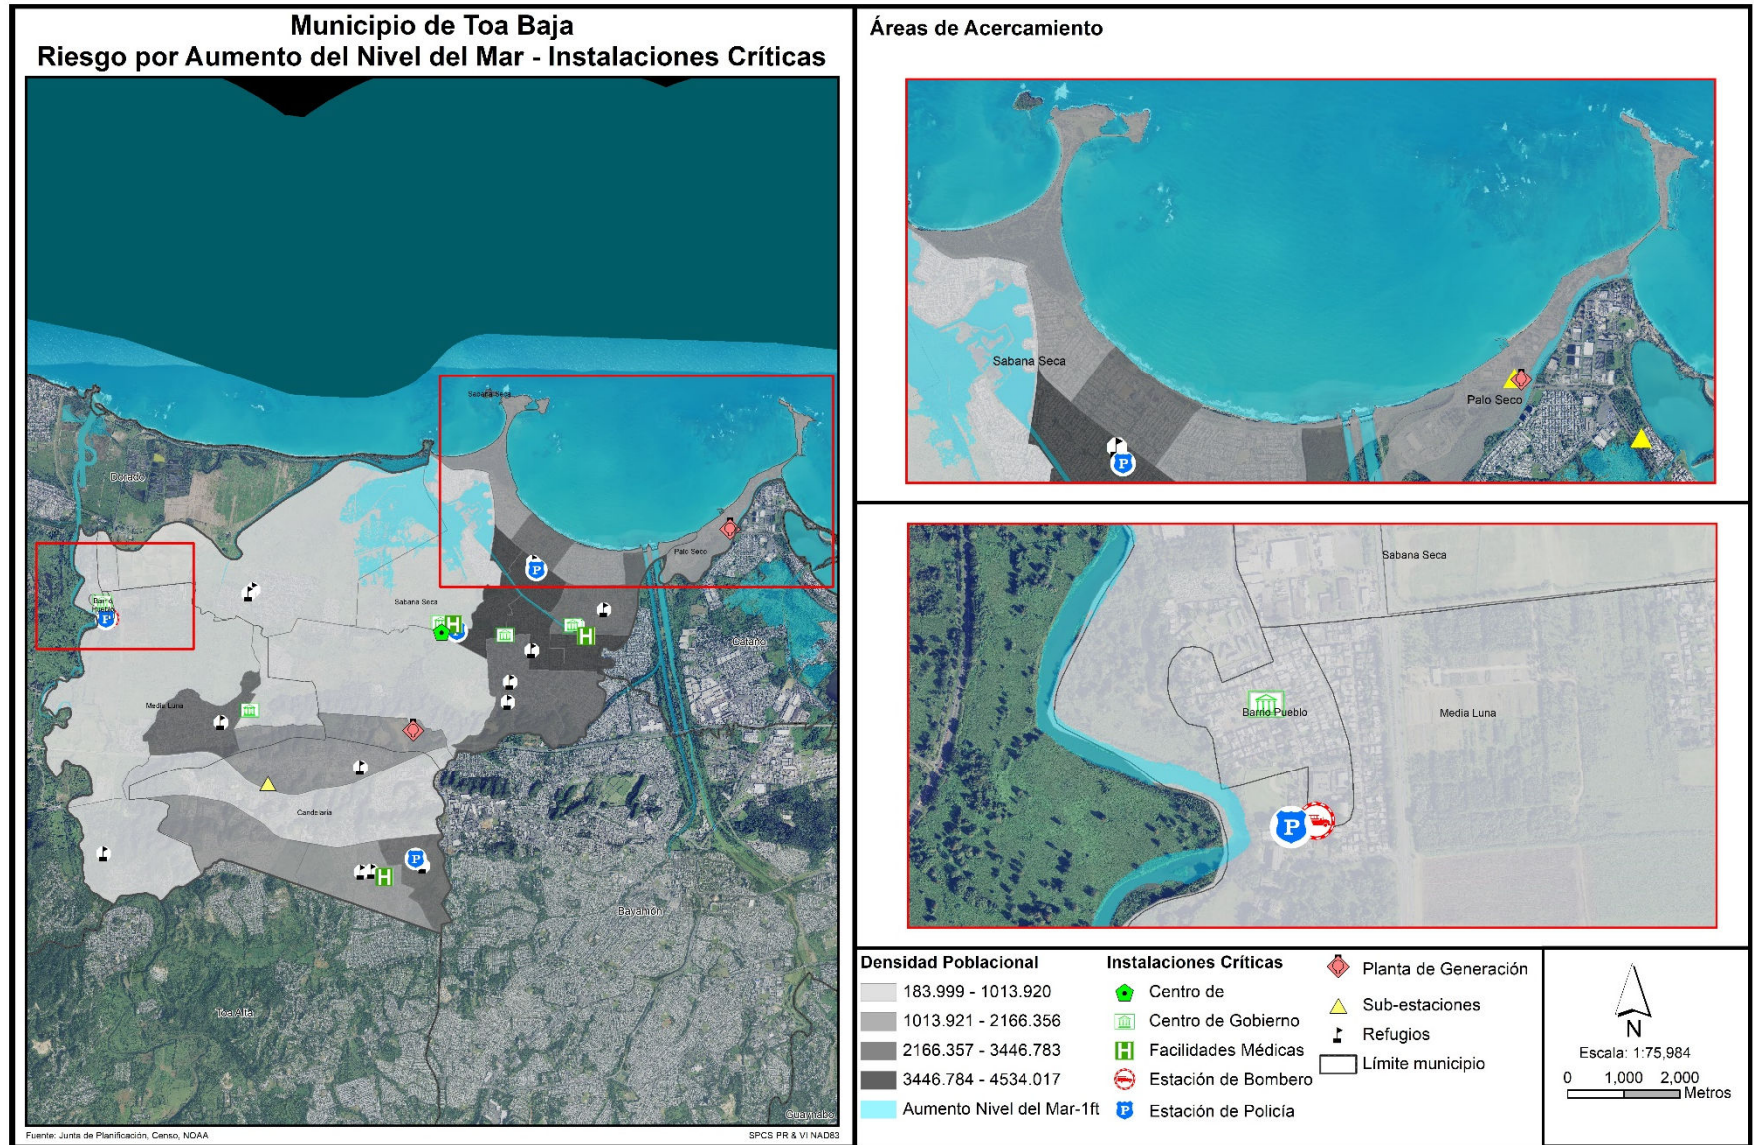 Municipio de Toa Baja
Riesgo por Aumento del Nivel del Mar - Instalaciones Críticas
Sabana Seca
Dorado
Palo Seco
Barrio
Pueblo
Sabana Seca
Cataño
Media Luna
Candelaria
Bayamón
Toa Alta
Guaynabo
Fuente: Junta de Planificación, Censo, NOAA
SPCS PR & VI NAD83
Áreas de Acercamiento
Sabana Seca
Palo Seco
Sabana Seca
Barrio Pueblo
Media Luna
Densidad Poblacional
183.999 - 1013.920
1013.921 - 2166.356
2166.357 - 3446.783
3446.784 - 4534.017
Aumento Nivel del Mar-1ft
Instalaciones Críticas
Centro de
Centro de Gobierno
Facilidades Médicas
Estación de Bombero
Estación de Policía
Planta de Generación
Sub-estaciones
Refugios
Límite municipio
N
Escala: 1:75,984
0 1,000 2,000
Metros